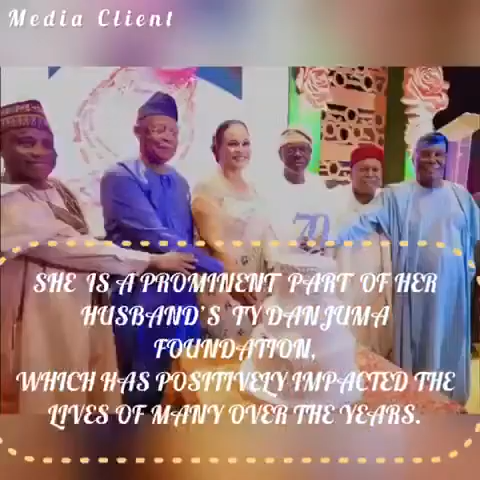 Media Client
70
SHE IS A PROMINENT PART OF HER
HUSBAND'S TY DANJUMA
FOUNDATION,
WHICH HAS POSITIVELY IMPACTED THE
LIVES OF MANY OVER THE YEARS.